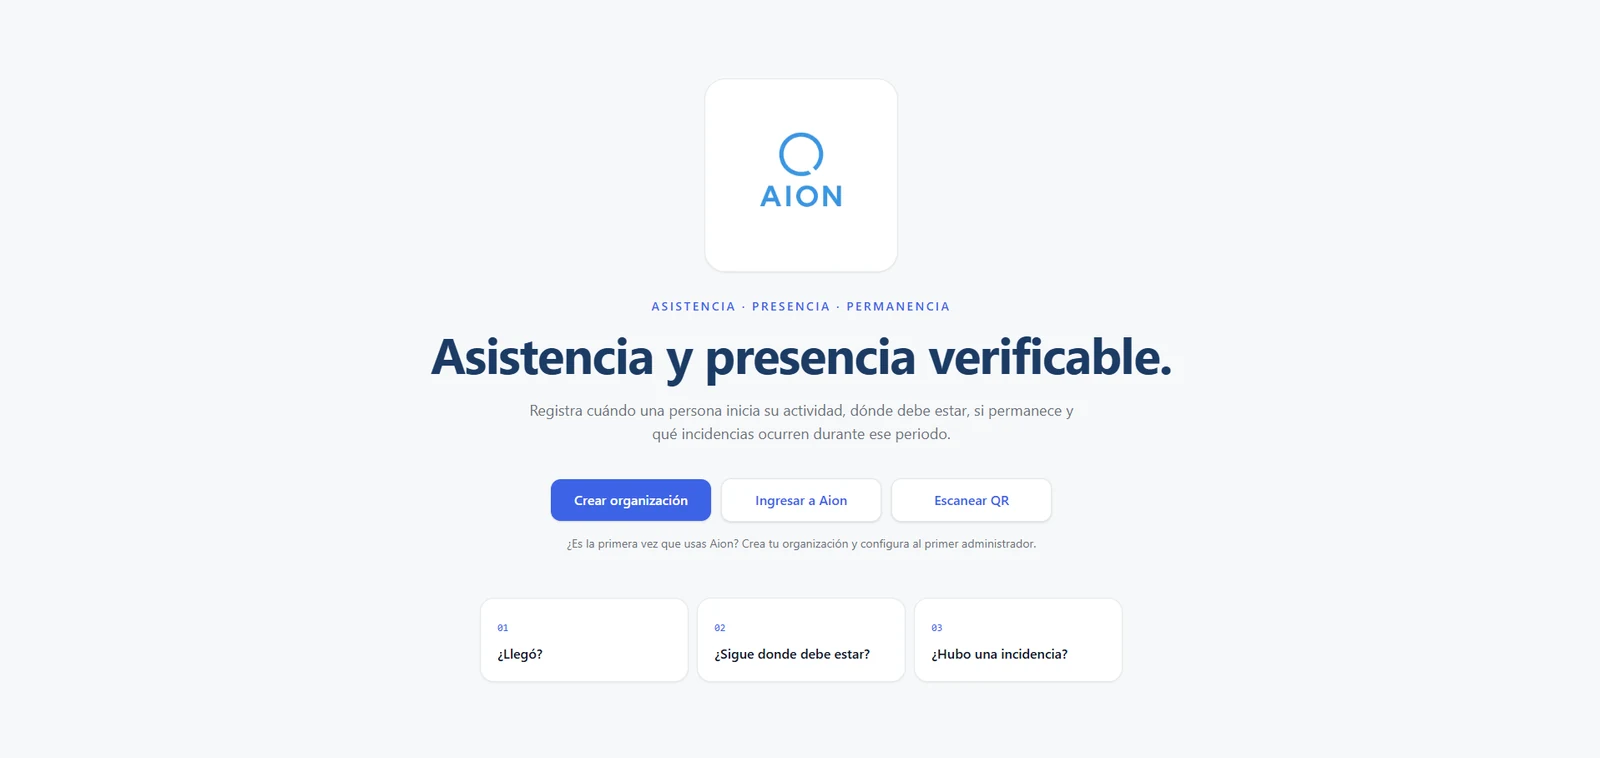 AION
ASISTENCIA · PRESENCIA · PERMANENCIA
Asistencia y presencia verificable.
Registra cuándo una persona inicia su actividad, dónde debe estar, si permanece y
qué incidencias ocurren durante ese periodo.
Crear organización
Ingresar a Aion
Escanear QR
¿Es la primera vez que usas Aion? Crea tu organización y configura al primer administrador.
01
¿Llegó?
02
¿Sigue donde debe estar?
03
¿Hubo una incidencia?